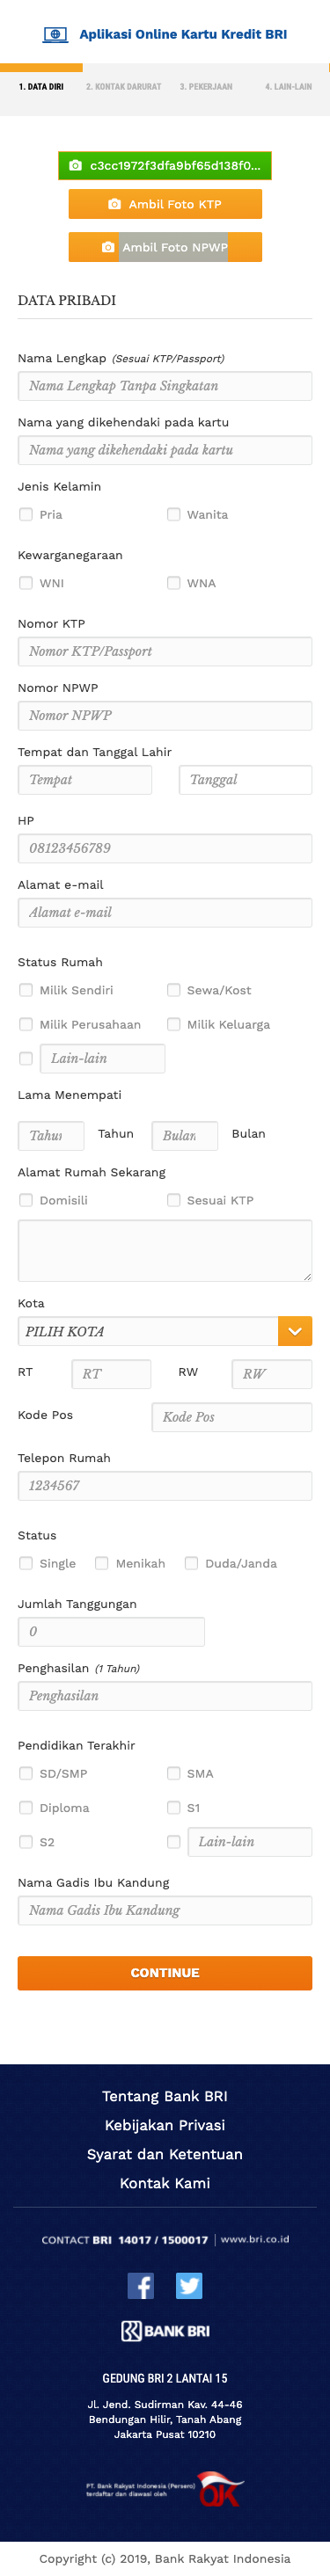 Aplikasi Online Kartu Kredit BRI
1. DATA DIRI 2. KONTAK DARURAT 3. PEKERJAAN 4. LAIN-LAIN
c3cc1972f3dfa9bf65d138f0...
Ambil Foto KTP
Ambil Foto NPWP
DATA PRIBADI
Nama Lengkap (Sesuai KTP/Passport)
Nama Lengkap Tanpa Singkatan
Nama yang dikehendaki pada kartu
Nama yang dikehendaki pada kartu
Jenis Kelamin
Pria Wanita
Kewarganegaraan
WNI WNA
Nomor KTP
Nomor KTP/Passport
Nomor NPWP
Nomor NPWP
Tempat dan Tanggal Lahir
Tempat Tanggal
HP
08123456789
Alamat e-mail
Alamat e-mail
Status Rumah
Milik Sendiri Sewa/Kost
Milik Perusahaan Milik Keluarga
Lain-lain
Lama Menempati
Tahun Tahun Bulan Bulan
Alamat Rumah Sekarang
Domisili Sesuai KTP
Kota
PILIH KOTA
RT RT RW RW
Kode Pos Kode Pos
Telepon Rumah
1234567
Status
Single Menikah Duda/Janda
Jumlah Tanggungan
0
Penghasilan (1 Tahun)
Penghasilan
Pendidikan Terakhir
SD/SMP SMA
Diploma S1
S2 Lain-lain
Nama Gadis Ibu Kandung
Nama Gadis Ibu Kandung
CONTINUE
Tentang Bank BRI
Kebijakan Privasi
Syarat dan Ketentuan
Kontak Kami
CONTACT BRI 14017 / 1500017 | www.bri.co.id
BANK BRI
GEDUNG BRI 2 LANTAI 15
Jl. Jend. Sudirman Kav. 44-46
Bendungan Hilir, Tanah Abang
Jakarta Pusat 10210
PT. Bank Rakyat Indonesia (Persero)
terdaftar dan diawasi oleh OJK
Copyright (c) 2019, Bank Rakyat Indonesia